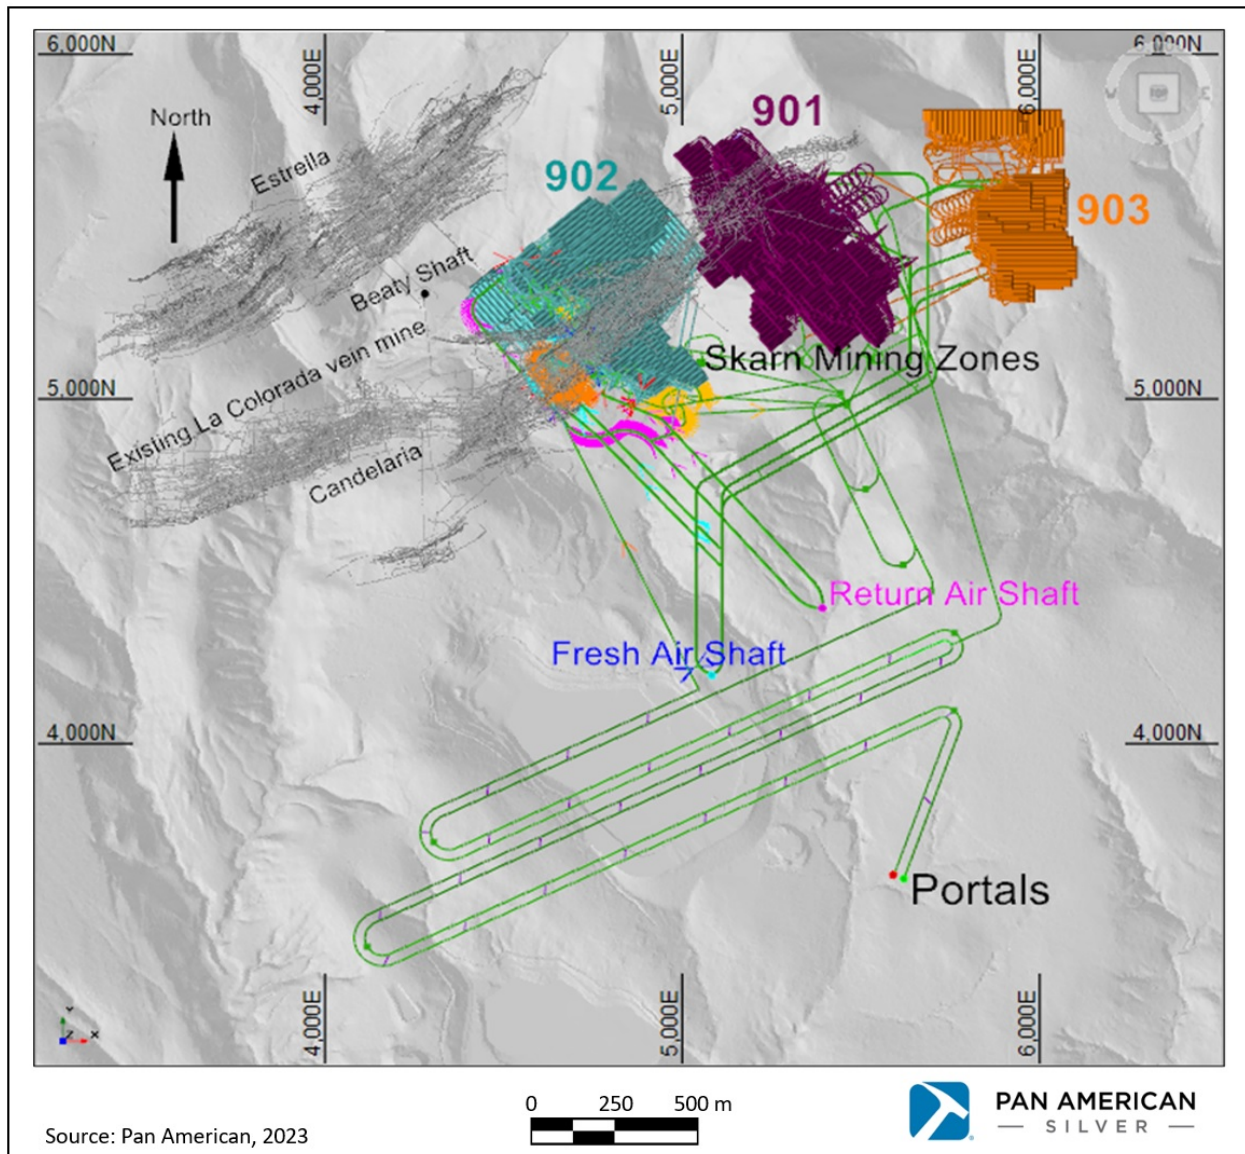 6,000N
4,000E
5,000E
6,000E
6,000N
North
901
Estrella
902
903
Beaty Shaft
Existing La Colorada vein mine
Skarn Mining Zones
5,000N
5,000N
Candelaria
Return Air Shaft
Fresh Air Shaft
4,000N
4,000N
Portals
4,000E
5,000E
6,000E
Y
Z
X
0 250 500 m
Source: Pan American, 2023
PAN AMERICAN
— SILVER —